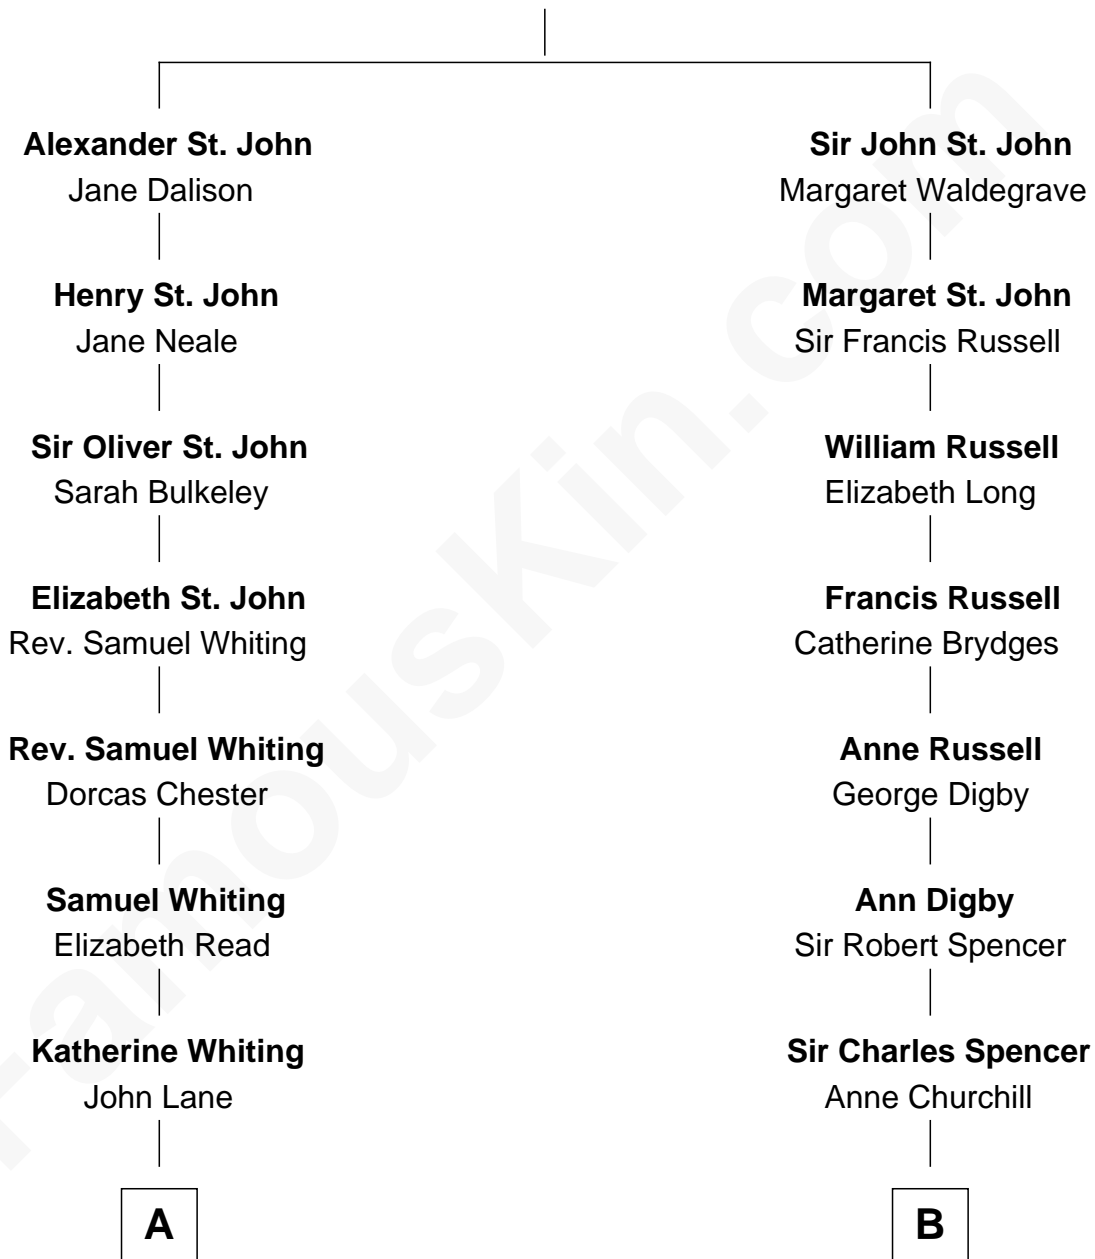 Alexander St. John
Jane Dalison
Henry St. John
Jane Neale
Sir Oliver St. John
Sarah Bulkeley
Elizabeth St. John
Rev. Samuel Whiting
Rev. Samuel Whiting
Dorcas Chester
Samuel Whiting
Elizabeth Read
Katherine Whiting
John Lane
A
Sir John St. John
Margaret Waldegrave
Margaret St. John
Sir Francis Russell
William Russell
Elizabeth Long
Francis Russell
Catherine Brydges
Anne Russell
George Digby
Ann Digby
Sir Robert Spencer
Sir Charles Spencer
Anne Churchill
B
FamousKin.com